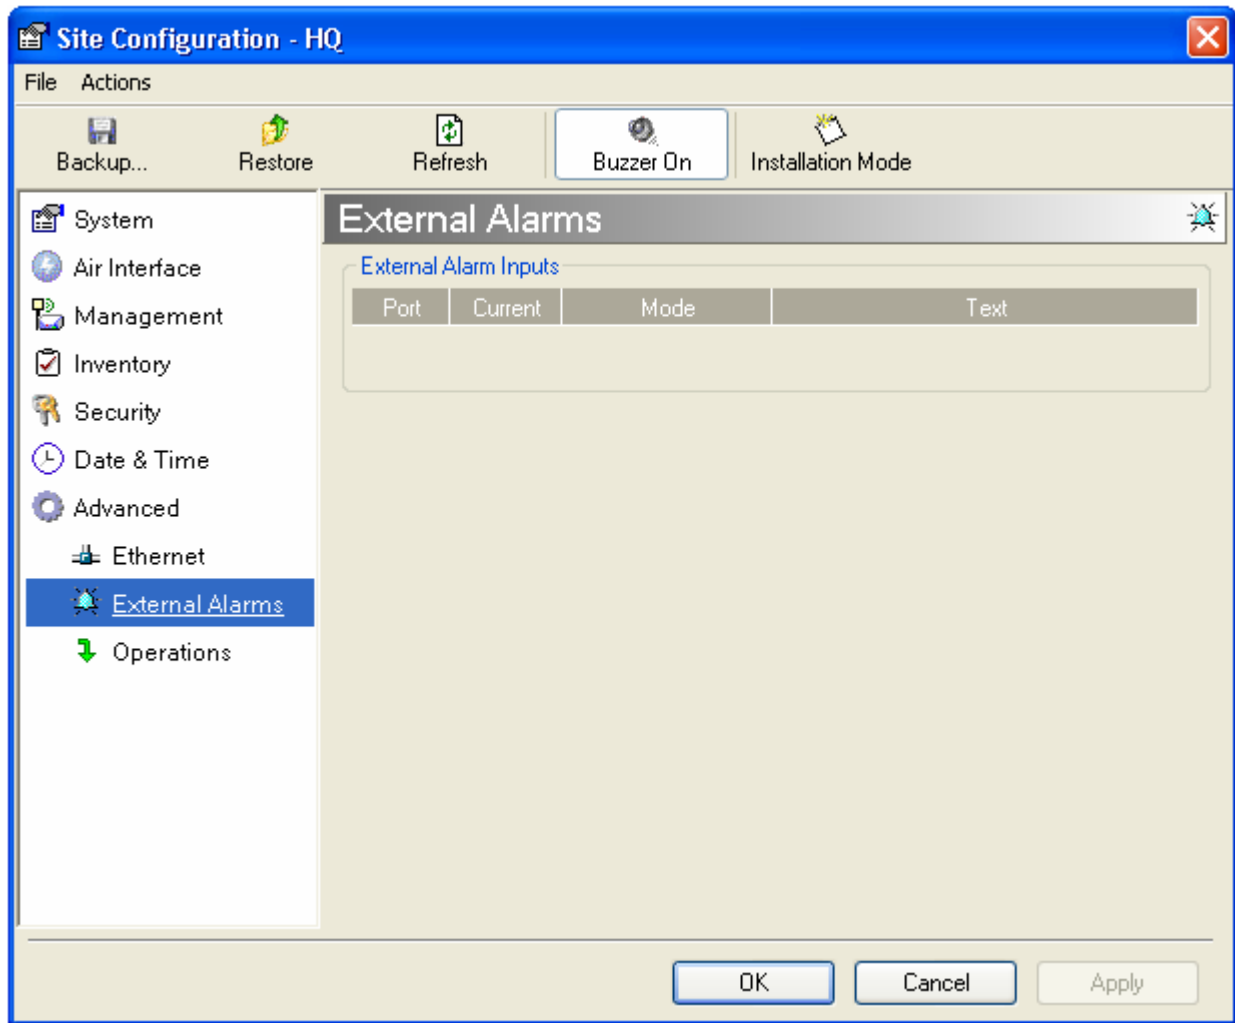 Site Configuration - HQ
File Actions
Backup... Restore Refresh Buzzer On Installation Mode
System
Air Interface
Management
Inventory
Security
Date & Time
Advanced
Ethernet
External Alarms
Operations
External Alarms
External Alarm Inputs
Port Current Mode Text
OK Cancel Apply